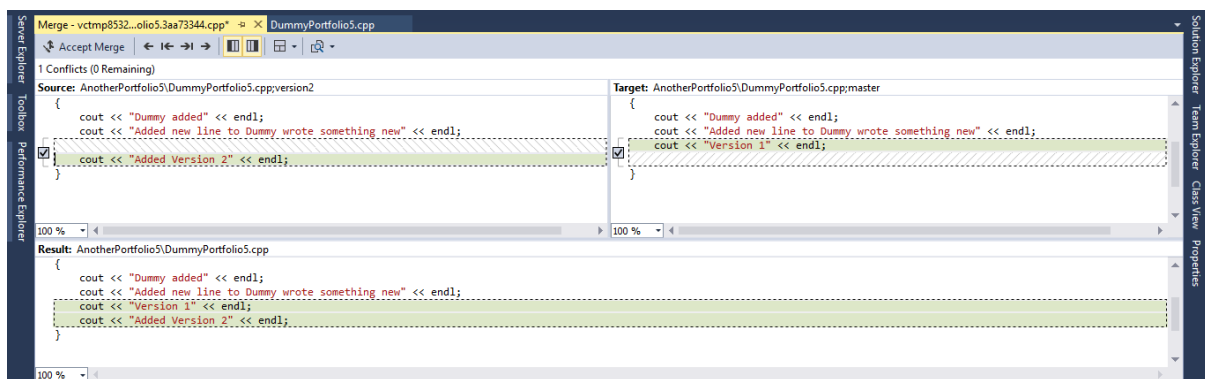 Merge - vctmp8532...olio5.3aa73344.cpp* DummyPortfolio5.cpp
Accept Merge
1 Conflicts (0 Remaining)
Source: AnotherPortfolio5\DummyPortfolio5.cpp;version2
{
cout << "Dummy added" << endl;
cout << "Added new line to Dummy wrote something new" << endl;
cout << "Added Version 2" << endl;
}
100 %
Target: AnotherPortfolio5\DummyPortfolio5.cpp;master
{
cout << "Dummy added" << endl;
cout << "Added new line to Dummy wrote something new" << endl;
cout << "Version 1" << endl;
}
100 %
Result: AnotherPortfolio5\DummyPortfolio5.cpp
{
cout << "Dummy added" << endl;
cout << "Added new line to Dummy wrote something new" << endl;
cout << "Version 1" << endl;
cout << "Added Version 2" << endl;
}
100 %
Server Explorer
Toolbox
Performance Explorer
Solution Explorer
Team Explorer
Class View
Properties